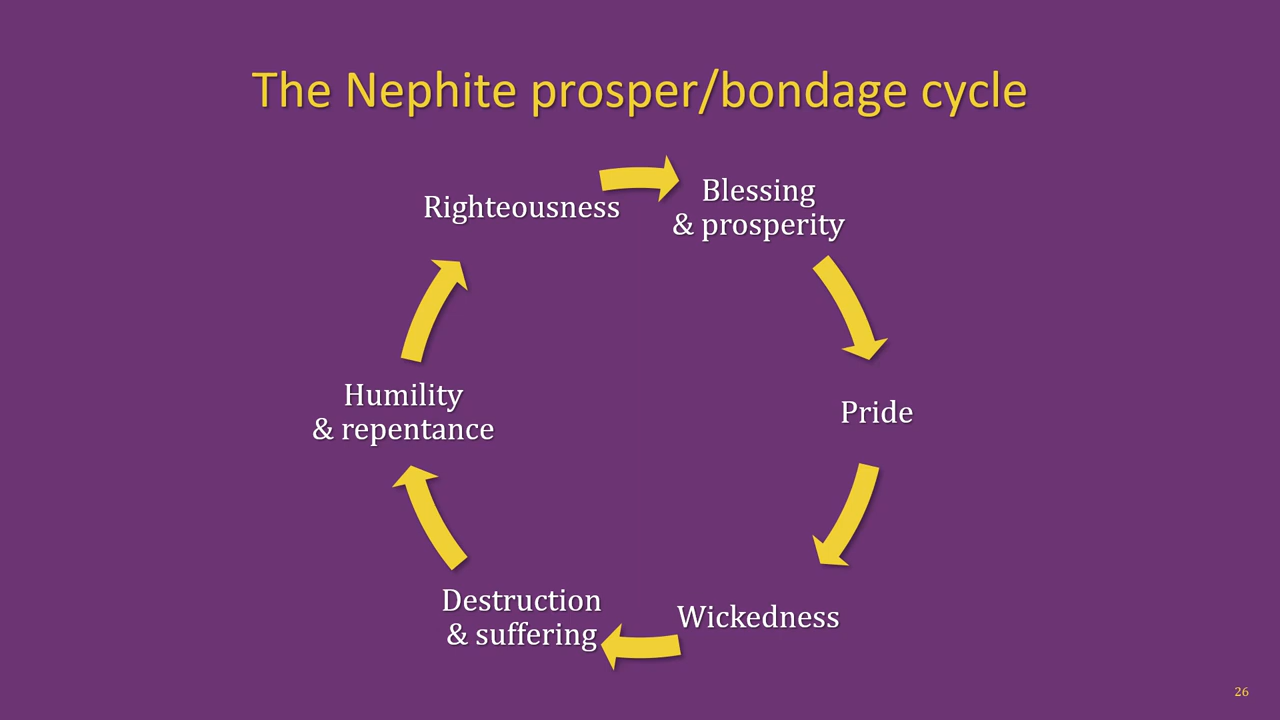 The Nephite prosper/bondage cycle
Righteousness
Blessing
& prosperity
Pride
Wickedness
Destruction
& suffering
Humility
& repentance
26